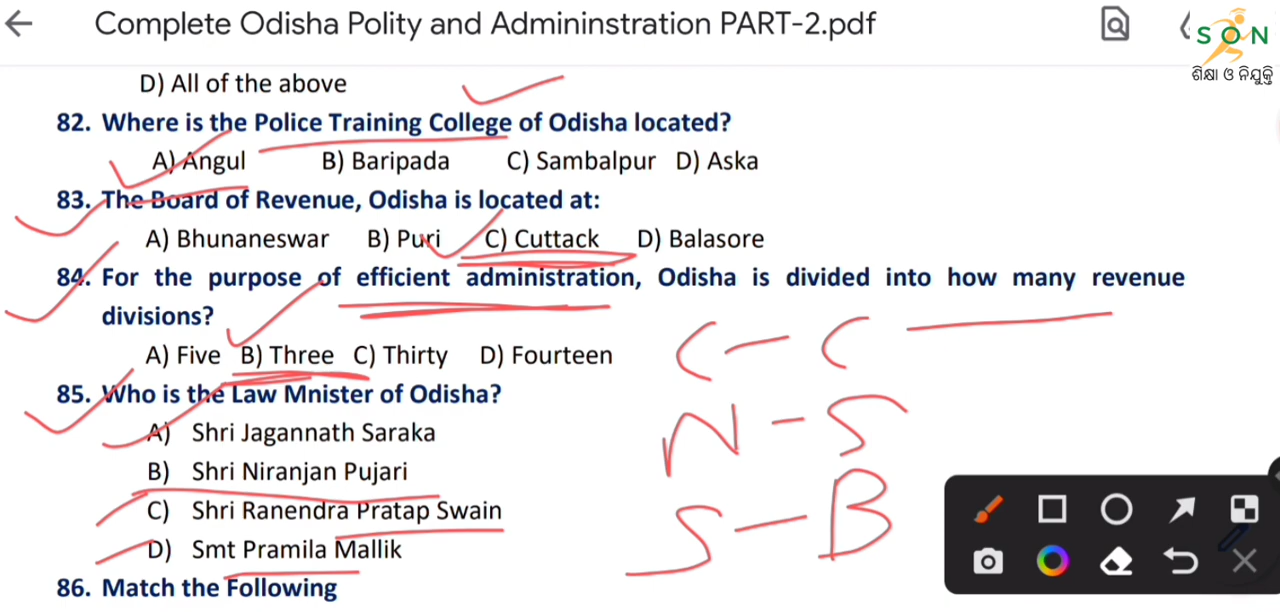 Complete Odisha Polity and Admininstration PART-2.pdf
SON
ଶିକ୍ଷା ଓ ନିଯୁକ୍ତି
D) All of the above
82. Where is the Police Training College of Odisha located?
A) Angul B) Baripada C) Sambalpur D) Aska
83. The Board of Revenue, Odisha is located at:
A) Bhunaneswar B) Puri C) Cuttack D) Balasore
84. For the purpose of efficient administration, Odisha is divided into how many revenue
divisions?
A) Five B) Three C) Thirty D) Fourteen
C – C
85. Who is the Law Mnister of Odisha?
A) Shri Jagannath Saraka
N – S
B) Shri Niranjan Pujari
C) Shri Ranendra Pratap Swain
S – B
D) Smt Pramila Mallik
86. Match the Following